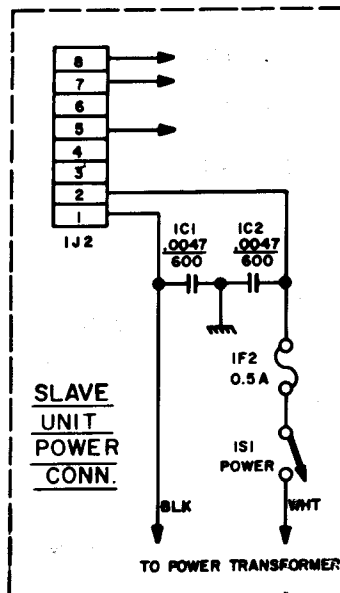 8
7
6
5
4
3
2
1
1J2
1C1
.0047
600
1C2
.0047
600
1F2
0.5A
1S1
POWER
SLAVE
UNIT
POWER
CONN.
BLK
WHT
TO POWER TRANSFORMER